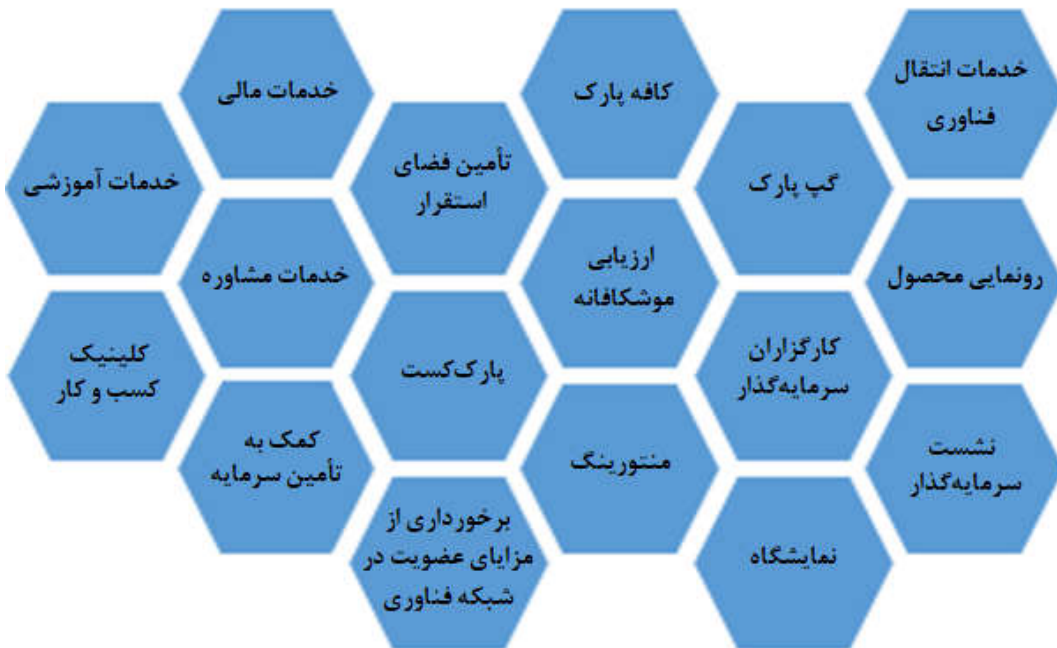 خدمات انتقال
فناوری
کافه پارک
خدمات مالی
گپ پارک
تأمین فضای
استقرار
خدمات آموزشی
رونمایی محصول
ارزیابی
موشکافانه
خدمات مشاوره
کارگزاران
سرمایه‌گذار
پارک‌کست
کلینیک
کسب و کار
نشست
سرمایه‌گذار
منتورینگ
کمک به
تأمین سرمایه
نمایشگاه
برخورداری از
مزایای عضویت در
شبکه فناوری